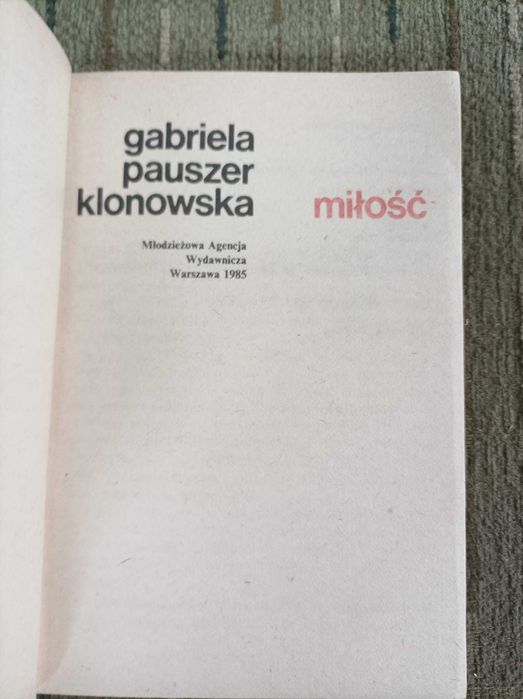 gabriela
pauszer
klonowska
miłość
Młodzieżowa Agencja
Wydawnicza
Warszawa 1985